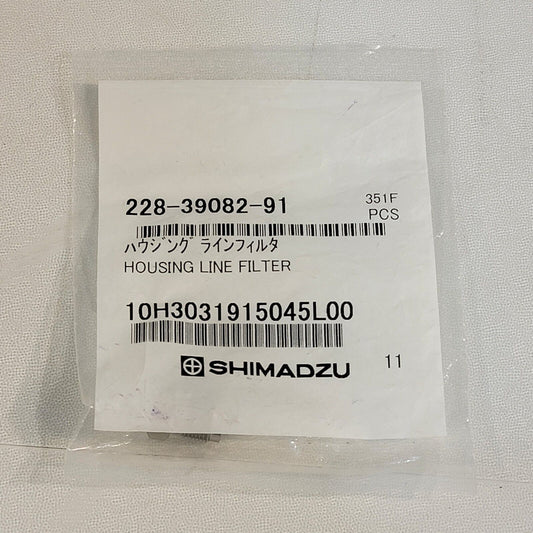 228-39082-91
351F
PCS
ﾊｳｼﾞﾝｸﾞ ﾗｲﾝﾌｨﾙﾀ
HOUSING LINE FILTER
10H3031915045L00
SHIMADZU
11